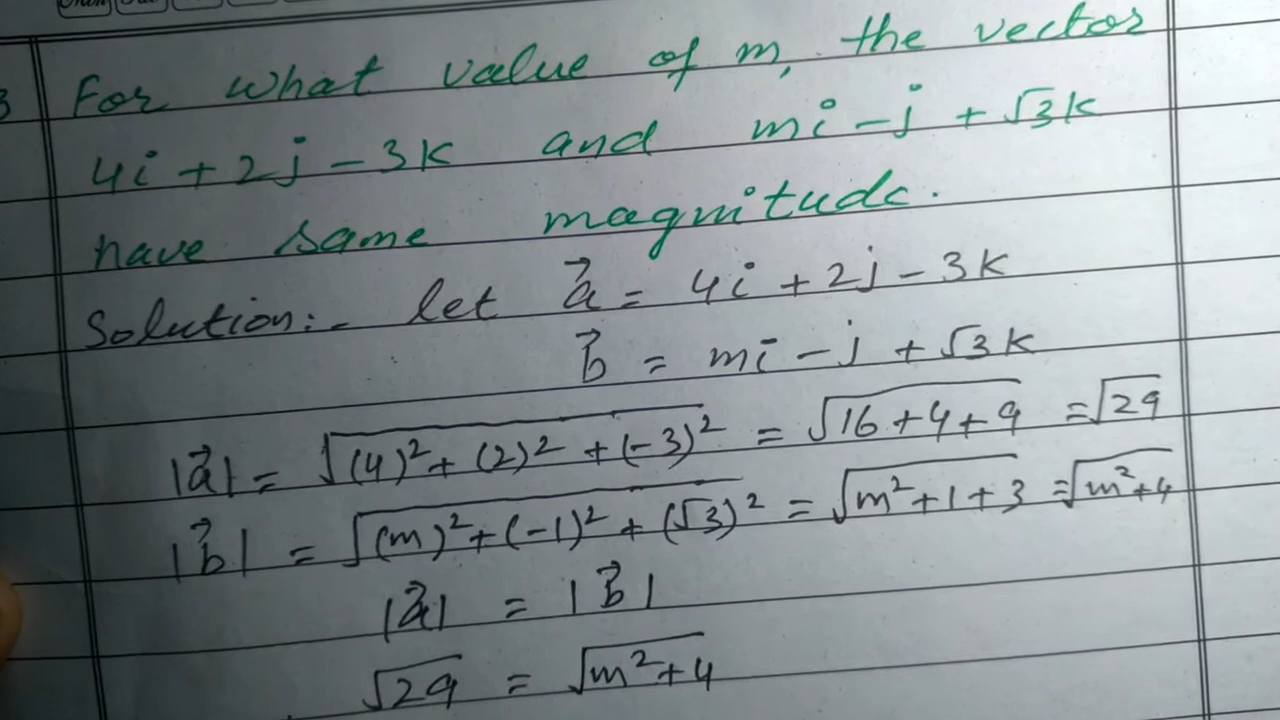 3 For what value of m, the vector
4i + 2j - 3k and mi - j + √3k
have same magnitude.
Solution:- let a⃗ = 4i + 2j - 3k
b⃗ = mi - j + √3k
|a⃗| = √(4)² + (2)² + (-3)² = √16 + 4 + 9 = √29
|b⃗| = √(m)² + (-1)² + (√3)² = √m² + 1 + 3 = √m² + 4
|a⃗| = |b⃗|
√29 = √m² + 4